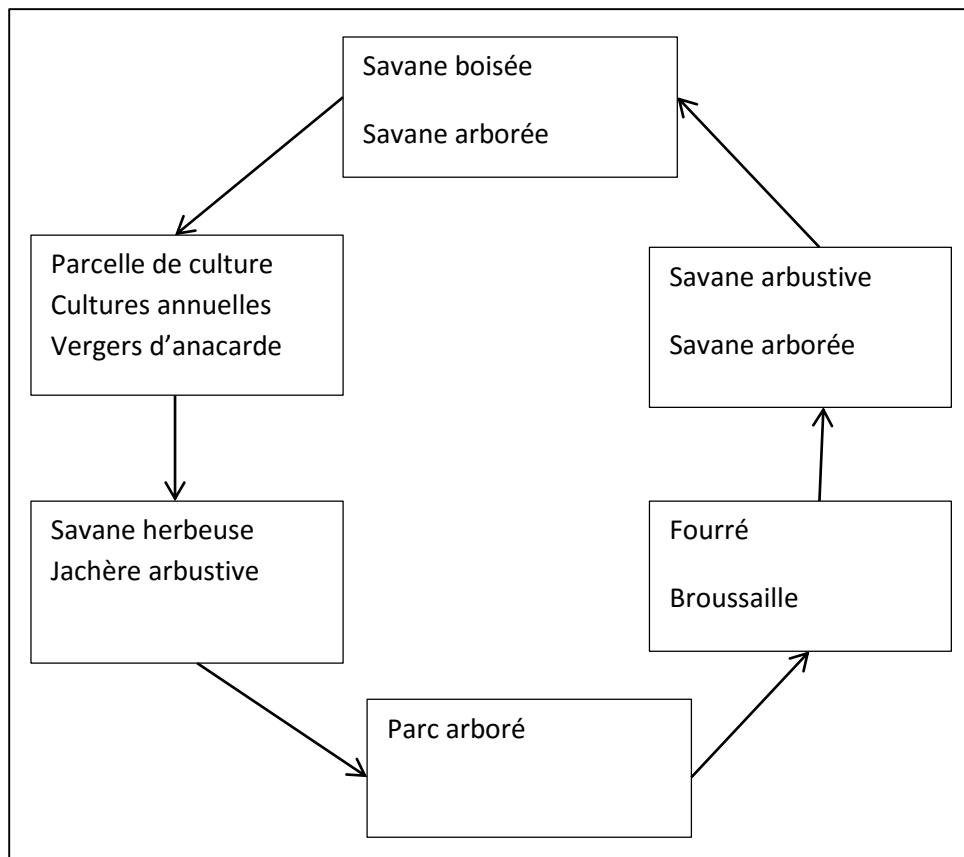 Savane boisée
Savane arborée
Parcelle de culture
Cultures annuelles
Vergers d’anacarde
Savane arbustive
Savane arborée
Savane herbeuse
Jachère arbustive
Fourré
Broussaille
Parc arboré